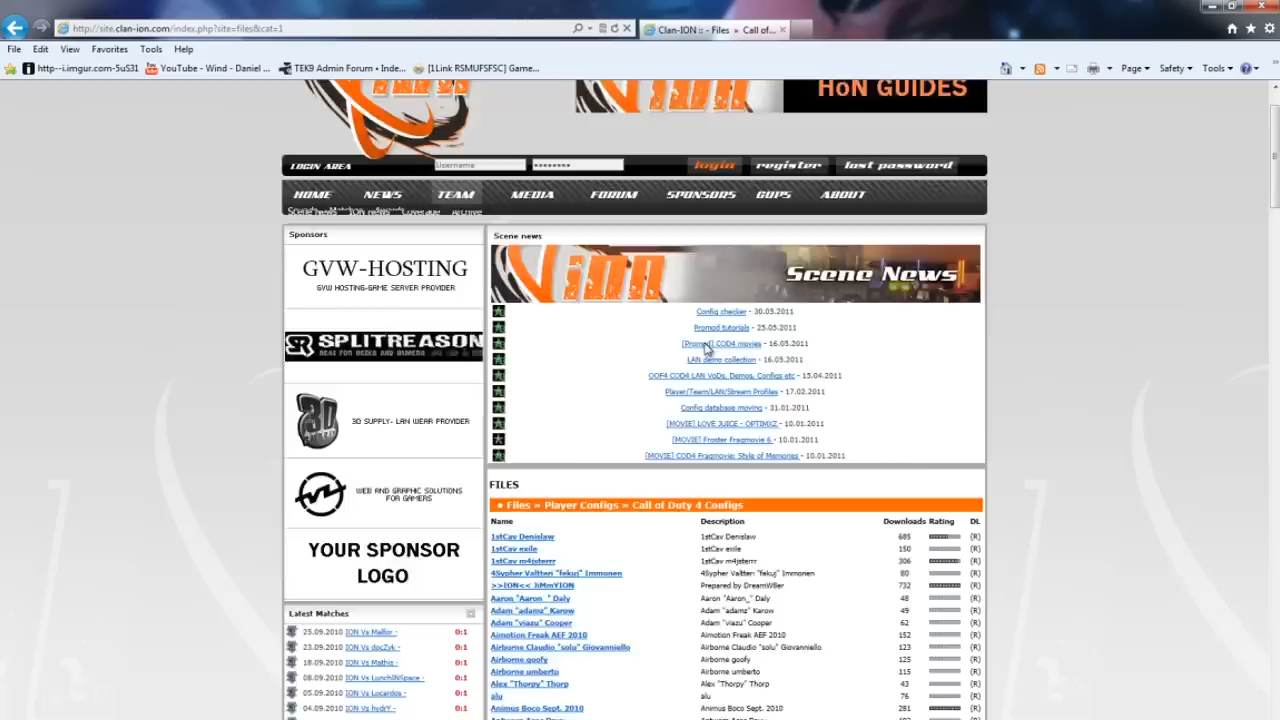 http://site.clan-ion.com/index.php?site=files&cat=1
Clan-ION :: - Files » Call of...
File Edit View Favorites Tools Help
http--i.imgur.com-5uS31 YouTube - Wind - Daniel ... TEK9 Admin Forum • Inde... [1Link RSMUFSFSC] Game...
Page Safety Tools
HoN GUIDES
LOGIN AREA Username login register lost password
HOME NEWS TEAM MEDIA FORUM SPONSORS CUPS ABOUT
Scene News Matches ION News Coverage Archive
Sponsors
GVW-HOSTING
GVW HOSTING-GAME SERVER PROVIDER
SPLITREASON
3D SUPPLY- LAN WEAR PROVIDER
WEB AND GRAPHIC SOLUTIONS
FOR GAMERS
YOUR SPONSOR
LOGO
Latest Matches
25.09.2010 ION Vs Malfor - 0:1
23.09.2010 ION Vs docZyk - 0:1
18.09.2010 ION Vs Mathis - 0:1
08.09.2010 ION Vs LunchINSpace - 0:1
05.09.2010 ION Vs Locardos - 0:1
04.09.2010 ION Vs hydrY - 0:1
Scene news
ion Scene News
Config checker - 30.05.2011
Promod tutorials - 25.05.2011
[Promod] COD4 movies - 16.05.2011
LAN demo collection - 16.05.2011
OOF4 COD4 LAN VoDs, Demos, Configs etc - 15.04.2011
Player/Team/LAN/Stream Profiles - 17.02.2011
Config database moving - 31.01.2011
[MOVIE] LOVE JUICE - OPTIMXZ - 10.01.2011
[MOVIE] Froster Fragmovie 6 - 10.01.2011
[MOVIE] COD4 Fragmovie: Style of Memories - 10.01.2011
FILES
• Files » Player Configs » Call of Duty 4 Configs
Name Description Downloads Rating DL
1stCav Denislaw 1stCav Denislaw 685 (R)
1stCav exile 1stCav exile 150 (R)
1stCav m4jsterrr 1stCav m4jsterrr 306 (R)
4Sypher Valtteri "fekuj" Immonen 4Sypher Valtteri "fekuj" Immonen 80 (R)
>>ION<< JiMmYION Prepared by DreamW8er 732 (R)
Aaron "Aaron_" Daly Aaron "Aaron_" Daly 48 (R)
Adam "adamz" Karow Adam "adamz" Karow 49 (R)
Adam "viazu" Cooper Adam "viazu" Cooper 62 (R)
Aimotion Freak AEF 2010 Aimotion Freak AEF 2010 152 (R)
Airborne Claudio "solu" Giovanniello Airborne Claudio "solu" Giovanniello 123 (R)
Airborne goofy Airborne goofy 125 (R)
Airborne umberto Airborne umberto 115 (R)
Alex "Thorpy" Thorp Alex "Thorpy" Thorp 43 (R)
alu alu 76 (R)
Animus Boco Sept. 2010 Animus Boco Sept. 2010 281 (R)